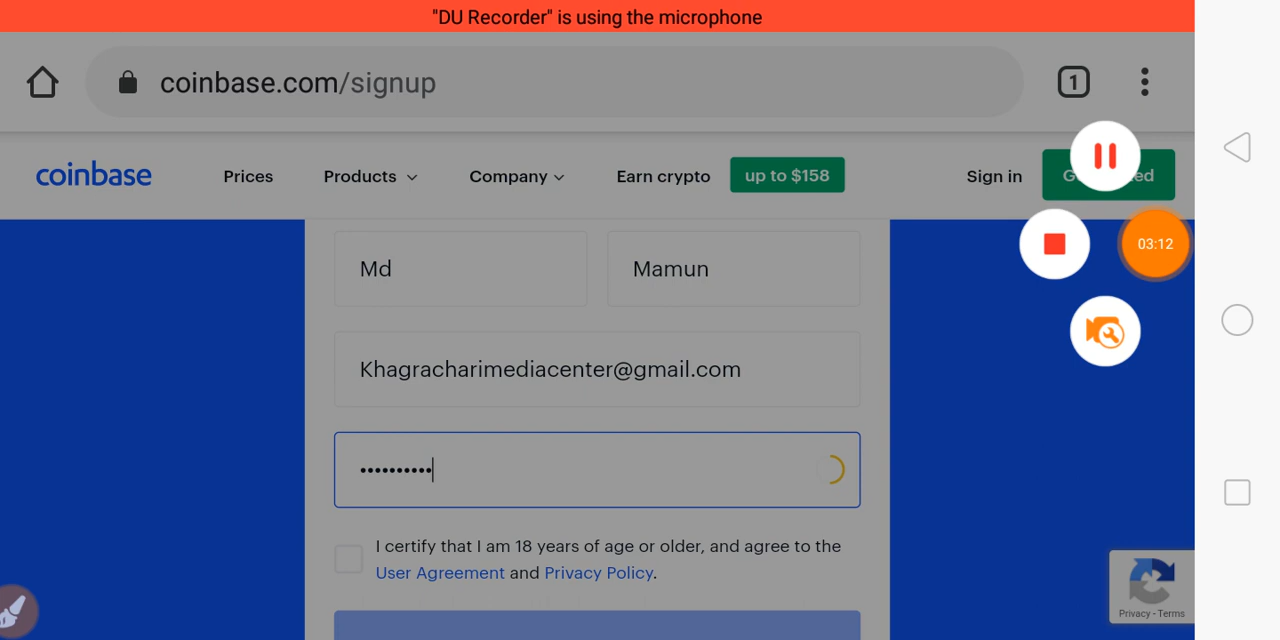 "DU Recorder" is using the microphone
coinbase.com/signup
1
coinbase
Prices
Products
Company
Earn crypto
up to $158
Sign in
03:12
Md
Mamun
Khagracharimediacenter@gmail.com
••••••••••
I certify that I am 18 years of age or older, and agree to the
User Agreement and Privacy Policy.
Privacy - Terms